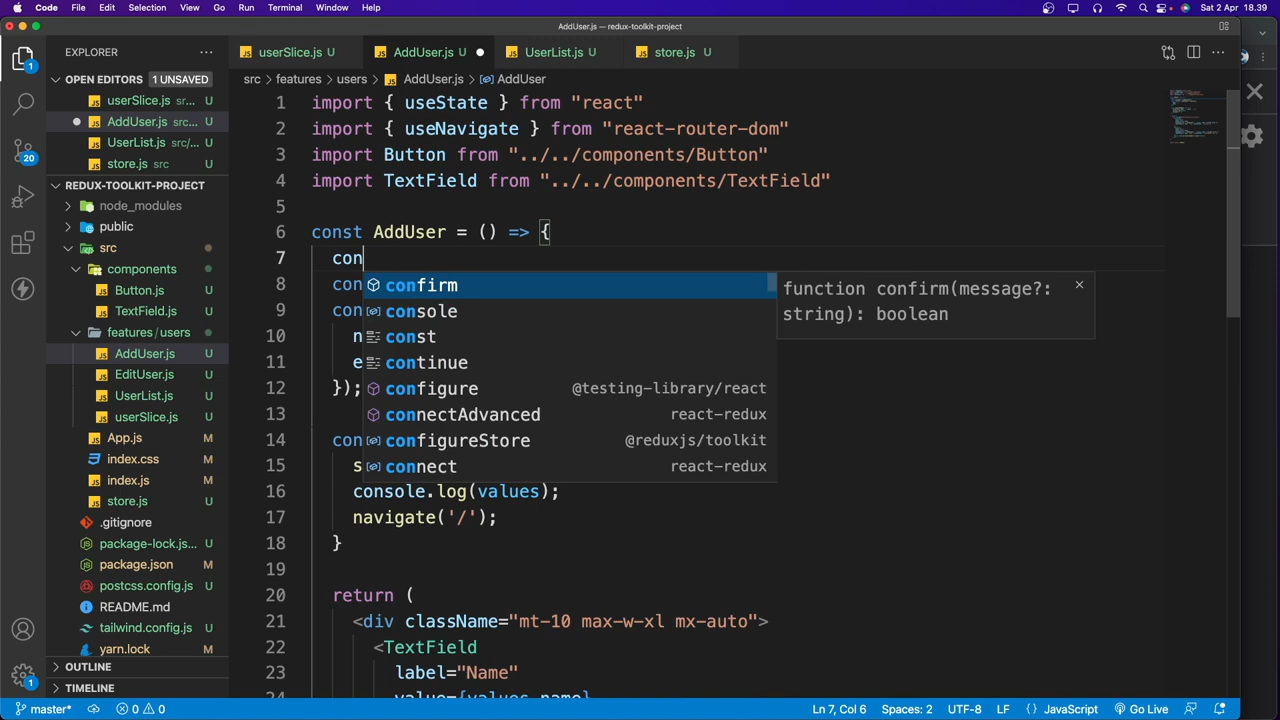 Code File Edit Selection View Go Run Terminal Window Help Sat 2 Apr 18.39
AddUser.js — redux-toolkit-project
EXPLORER
userSlice.js U AddUser.js U UserList.js U store.js U
OPEN EDITORS 1 UNSAVED
src features users AddUser.js AddUser
userSlice.js src... U
AddUser.js src... U
UserList.js src/... U
store.js src U
REDUX-TOOLKIT-PROJECT
node_modules
public
src
components
Button.js U
TextField.js U
features/users
AddUser.js U
EditUser.js U
UserList.js U
userSlice.js U
App.js M
index.css M
index.js M
store.js U
.gitignore
package-lock.js... M
package.json M
postcss.config.js U
README.md
tailwind.config.js U
yarn.lock M
OUTLINE
TIMELINE
1
20
1
1 import { useState } from "react"
2 import { useNavigate } from "react-router-dom"
3 import Button from "../../components/Button"
4 import TextField from "../../components/TextField"
5
6 const AddUser = () => {
7 con
8 con
9 con
10 n
11 e
12 });
13
14 con
15 s
16 console.log(values);
17 navigate('/');
18 }
19
20 return (
21 <div className="mt-10 max-w-xl mx-auto">
22 <TextField
23 label="Name"
24 value={values.name}
confirm
console
const
continue
configure @testing-library/react
connectAdvanced react-redux
configureStore @reduxjs/toolkit
connect react-redux
function confirm(message?:
string): boolean
master* 0 0 Ln 7, Col 6 Spaces: 2 UTF-8 LF JavaScript Go Live